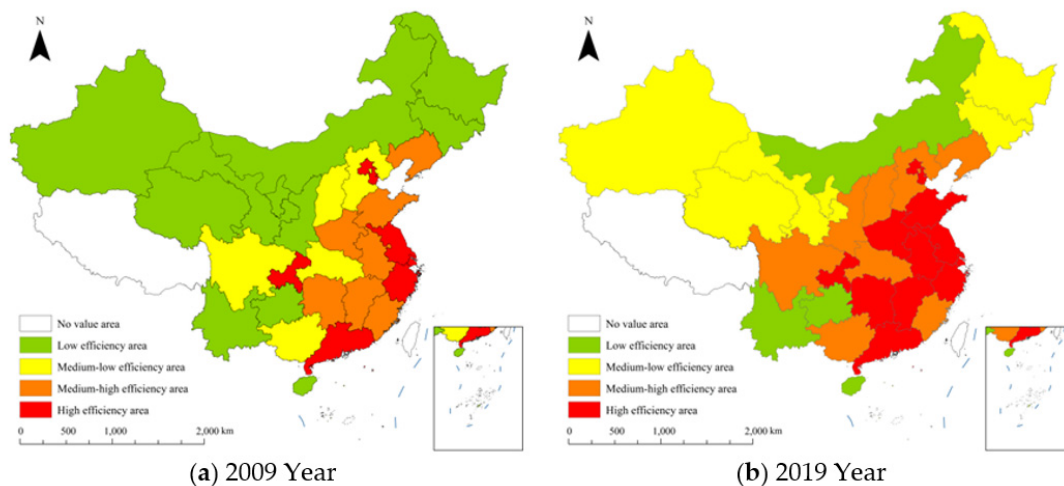 N
No value area
Low efficiency area
Medium-low efficiency area
Medium-high efficiency area
High efficiency area
0 500 1,000 2,000 km
(a) 2009 Year
N
No value area
Low efficiency area
Medium-low efficiency area
Medium-high efficiency area
High efficiency area
0 500 1,000 2,000 km
(b) 2019 Year